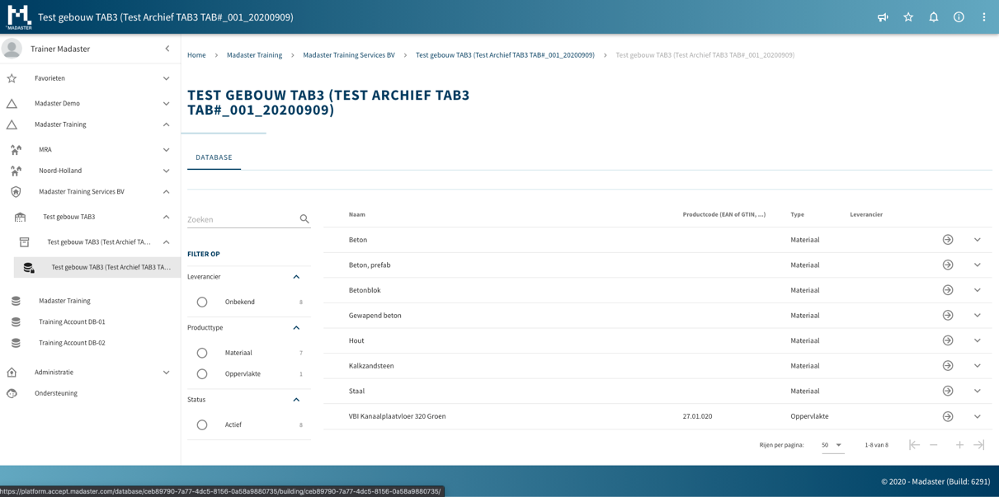 MADASTER
Test gebouw TAB3 (Test Archief TAB3 TAB#_001_20200909)
Trainer Madaster
Favorieten
Madaster Demo
Madaster Training
MRA
Noord-Holland
Madaster Training Services BV
Test gebouw TAB3
Test gebouw TAB3 (Test Archief TA...
Test gebouw TAB3 (Test Archief TAB3 TA...
Madaster Training
Training Account DB-01
Training Account DB-02
Administratie
Ondersteuning
Home > Madaster Training > Madaster Training Services BV > Test gebouw TAB3 (Test Archief TAB3 TAB#_001_20200909) > Test gebouw TAB3 (Test Archief TAB3 TAB#_001_20200909)
TEST GEBOUW TAB3 (TEST ARCHIEF TAB3
TAB#_001_20200909)
DATABASE
Zoeken
FILTER OP
Leverancier
Onbekend 8
Producttype
Materiaal 7
Oppervlakte 1
Status
Actief 8
Naam Productcode (EAN of GTIN, ...) Type Leverancier
Beton Materiaal
Beton, prefab Materiaal
Betonblok Materiaal
Gewapend beton Materiaal
Hout Materiaal
Kalkzandsteen Materiaal
Staal Materiaal
VBI Kanaalplaatvloer 320 Groen 27.01.020 Oppervlakte
Rijen per pagina: 50 1-8 van 8
© 2020 - Madaster (Build: 6291)
https://platform.accept.madaster.com/database/ceb89790-7a77-4dc5-8156-0a58a9880735/building/ceb89790-7a77-4dc5-8156-0a58a9880735/